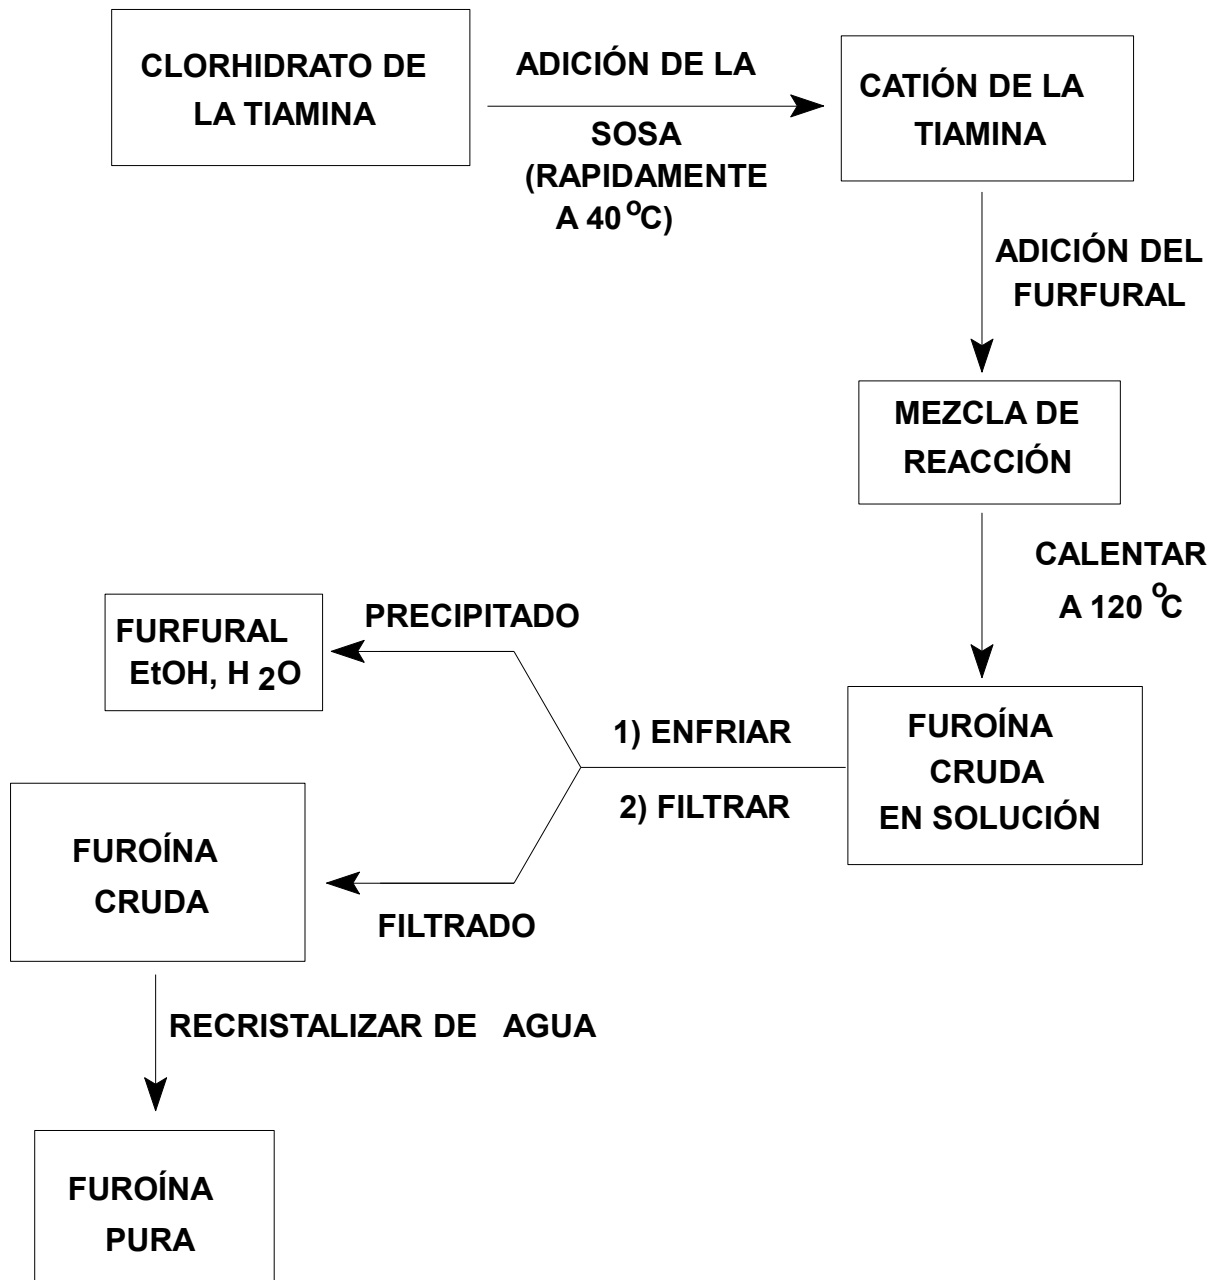 CLORHIDRATO DE
LA TIAMINA
ADICIÓN DE LA
SOSA
(RAPIDAMENTE
A 40 ºC)
CATIÓN DE LA
TIAMINA
ADICIÓN DEL
FURFURAL
MEZCLA DE
REACCIÓN
CALENTAR
A 120 ºC
FUROÍNA
CRUDA
EN SOLUCIÓN
1) ENFRIAR
2) FILTRAR
PRECIPITADO
FURFURAL
EtOH, H2O
FILTRADO
FUROÍNA
CRUDA
RECRISTALIZAR DE AGUA
FUROÍNA
PURA